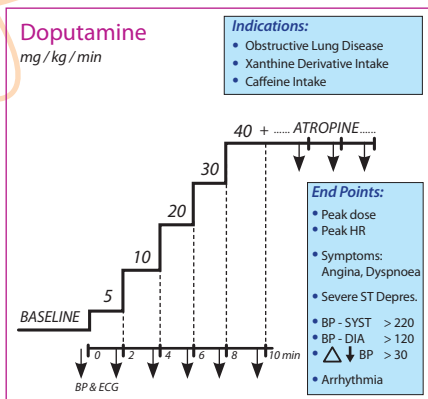 Doputamine
mg / kg / min
Indications:
• Obstructive Lung Disease
• Xanthine Derivative Intake
• Caffeine Intake
40 + ...... ATROPINE......
30
20
10
5
BASELINE
0 2 4 6 8 10 min
BP & ECG
End Points:
• Peak dose
• Peak HR
• Symptoms:
Angina, Dyspnoea
• Severe ST Depres.
• BP - SYST > 220
• BP - DIA > 120
• △ ↓ BP > 30
• Arrhythmia